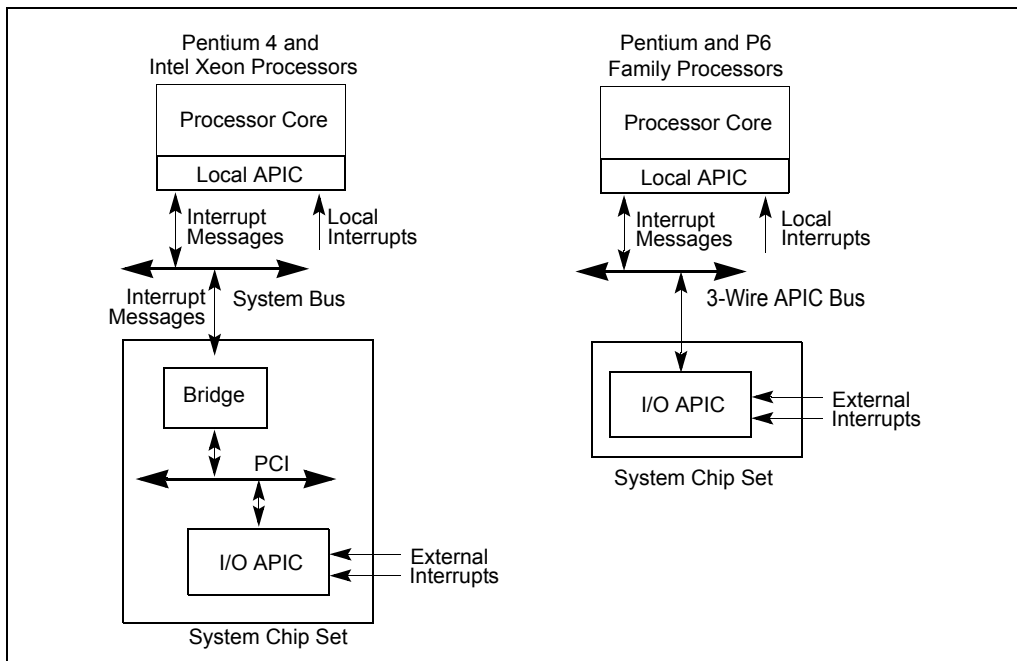 Pentium 4 and
Intel Xeon Processors
Processor Core
Local APIC
Interrupt
Messages
Local
Interrupts
Interrupt
Messages
System Bus
Bridge
PCI
I/O APIC
External
Interrupts
System Chip Set
Pentium and P6
Family Processors
Processor Core
Local APIC
Interrupt
Messages
Local
Interrupts
3-Wire APIC Bus
I/O APIC
External
Interrupts
System Chip Set